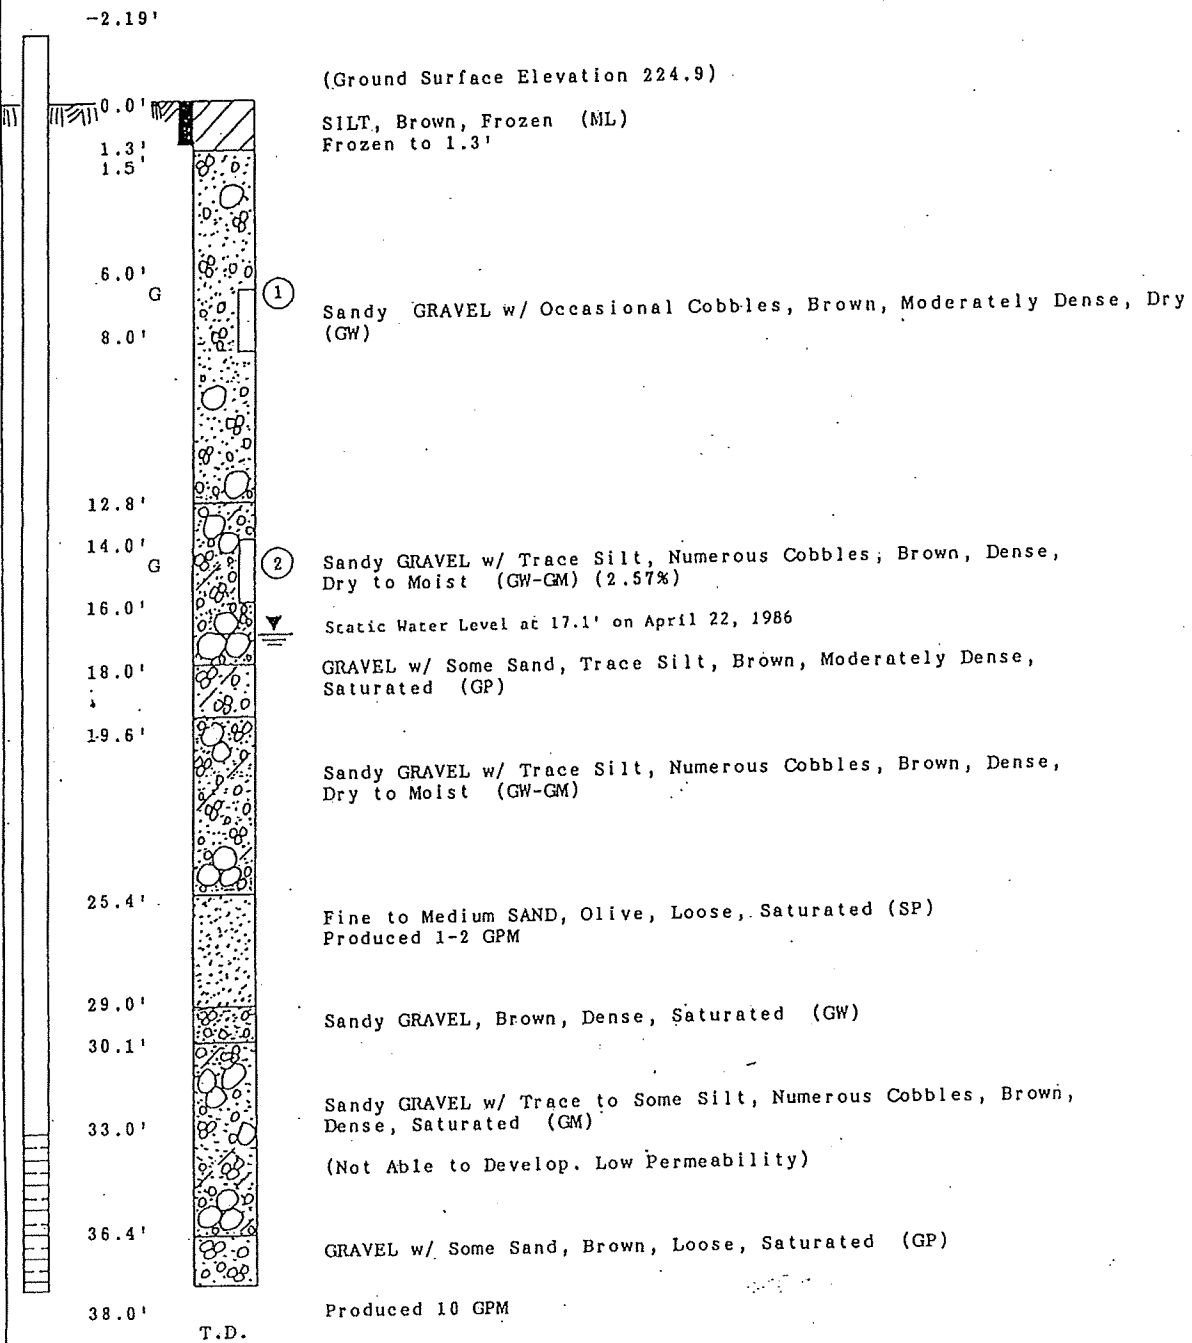 -2.19'
(Ground Surface Elevation 224.9)
0.0'
SILT, Brown, Frozen (ML)
1.3' Frozen to 1.3'
1.5'
6.0'
G 1
Sandy GRAVEL w/ Occasional Cobbles, Brown, Moderately Dense, Dry
8.0' (GW)
12.8'
14.0'
G 2 Sandy GRAVEL w/ Trace Silt, Numerous Cobbles, Brown, Dense,
Dry to Moist (GW-GM) (2.57%)
16.0'
Static Water Level at 17.1' on April 22, 1986
18.0' GRAVEL w/ Some Sand, Trace Silt, Brown, Moderately Dense,
Saturated (GP)
19.6'
Sandy GRAVEL w/ Trace Silt, Numerous Cobbles, Brown, Dense,
Dry to Moist (GW-GM)
25.4'
Fine to Medium SAND, Olive, Loose, Saturated (SP)
Produced 1-2 GPM
29.0'
Sandy GRAVEL, Brown, Dense, Saturated (GW)
30.1'
Sandy GRAVEL w/ Trace to Some Silt, Numerous Cobbles, Brown,
33.0' Dense, Saturated (GM)
(Not Able to Develop. Low Permeability)
36.4'
GRAVEL w/ Some Sand, Brown, Loose, Saturated (GP)
38.0' Produced 10 GPM
T.D.